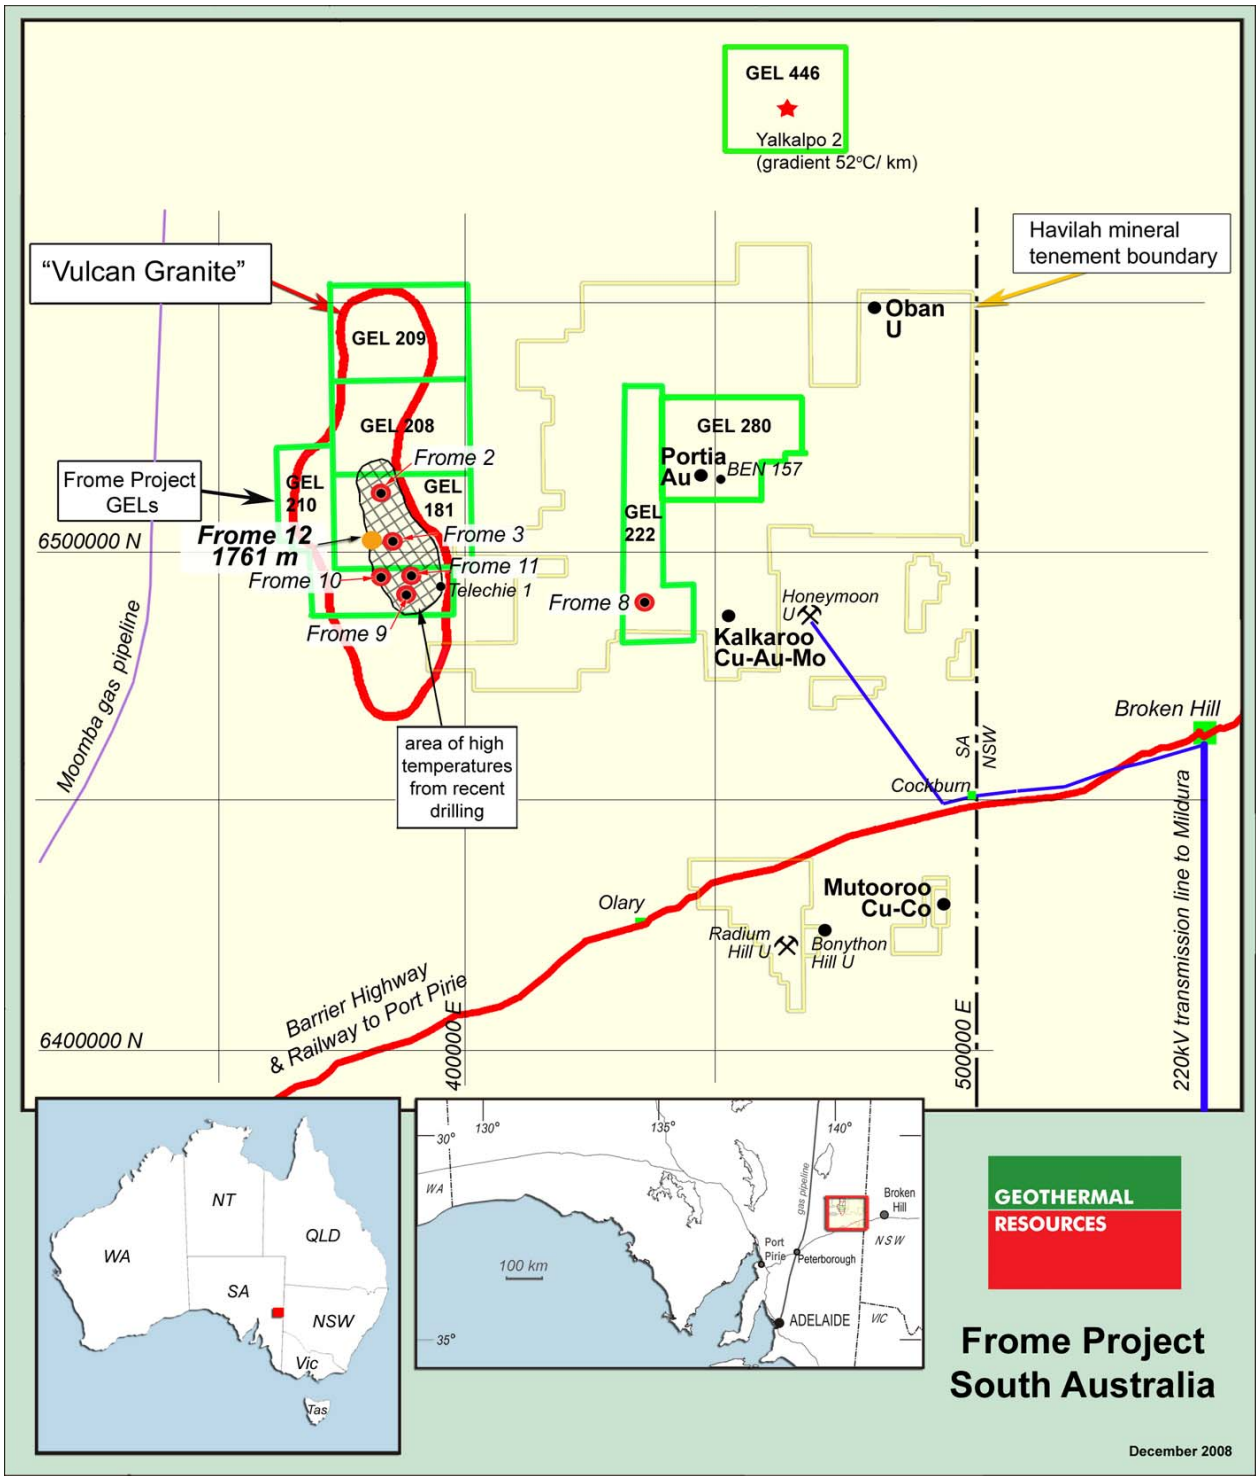 GEL 446
Yalkalpo 2
(gradient 52°C/ km)
“Vulcan Granite”
Havilah mineral
tenement boundary
Oban
U
GEL 209
GEL 208
GEL 280
Frome 2
Portia
Au
BEN 157
Frome Project
GELs
GEL
210
GEL
181
GEL
222
Frome 12
1761 m
Frome 3
6500000 N
Frome 10
Frome 11
Telechie 1
Frome 8
Honeymoon
U
Frome 9
Kalkaroo
Cu-Au-Mo
Moomba gas pipeline
area of high
temperatures
from recent
drilling
Broken Hill
SA
NSW
Cockburn
Mutooroo
Cu-Co
Olary
Radium
Hill U
Bonython
Hill U
220kV transmission line to Mildura
Barrier Highway
& Railway to Port Pirie
6400000 N
400000 E
500000 E
WA
NT
QLD
SA
NSW
Vic
Tas
130°
135°
140°
30°
WA
gas pipeline
Broken
Hill
NSW
Port
Pirie
Peterborough
100 km
ADELAIDE
VIC
35°
GEOTHERMAL
RESOURCES
Frome Project
South Australia
December 2008